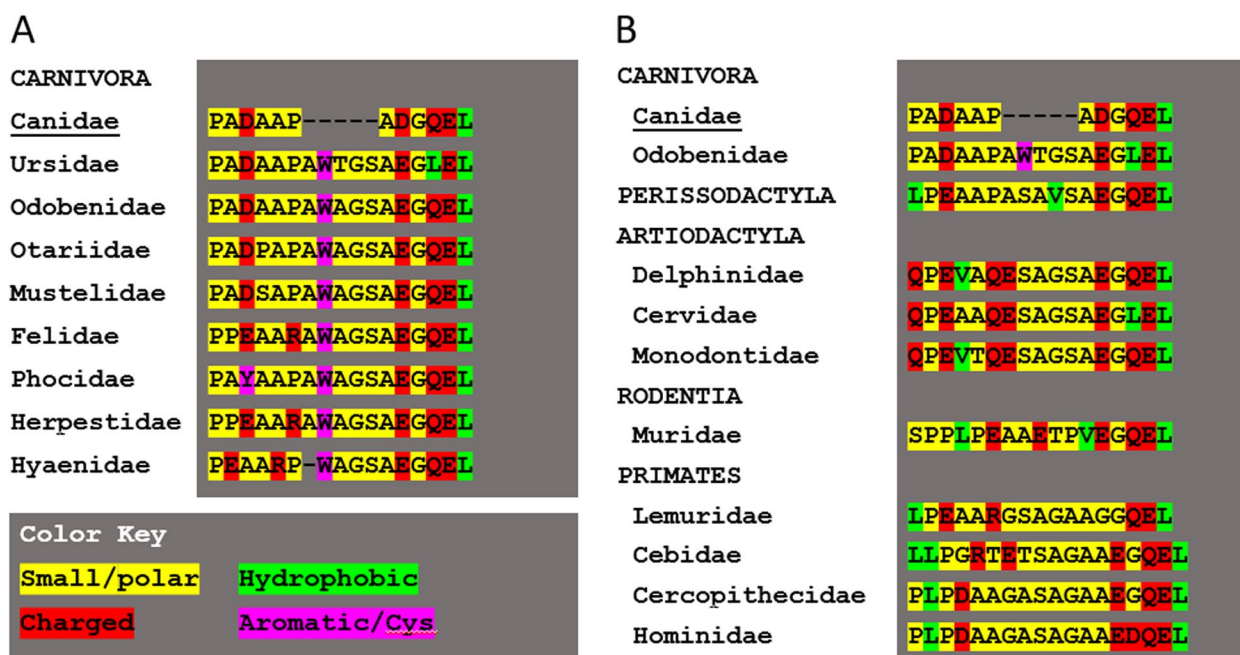 A
CARNIVORA
Canidae PADAAP-----ADGQEL
Ursidae PADAAPAWTGSAEGLEL
Odobenidae PADAAPAWAGSAEGQEL
Otariidae PADPAPAWAGSAEGQEL
Mustelidae PADSAPAWAGSAEGQEL
Felidae PPEAARAWAGSAEGQEL
Phocidae PAYAAPAWAGSAEGQEL
Herpestidae PPEAARAWAGSAEGQEL
Hyaenidae PEAARP-WAGSAEGQEL
Color Key
Small/polar Hydrophobic
Charged Aromatic/Cys
B
CARNIVORA
Canidae PADAAP-----ADGQEL
Odobenidae PADAAPAWTGSAEGLEL
PERISSODACTYLA LPEAAPASAVSAEGQEL
ARTIODACTYLA
Delphinidae QPEVAQESAGSAEGQEL
Cervidae QPEAAQESAGSAEGLEL
Monodontidae QPEVTQESAGSAEGQEL
RODENTIA
Muridae SPPLPEAAETPVEGQEL
PRIMATES
Lemuridae LPEAARGSAGAAGGQEL
Cebidae LLPGRTETSAGAAEGQEL
Cercopithecidae PLPDAAGASAGAAEGQEL
Hominidae PLPDAAGASAGAAEDQEL